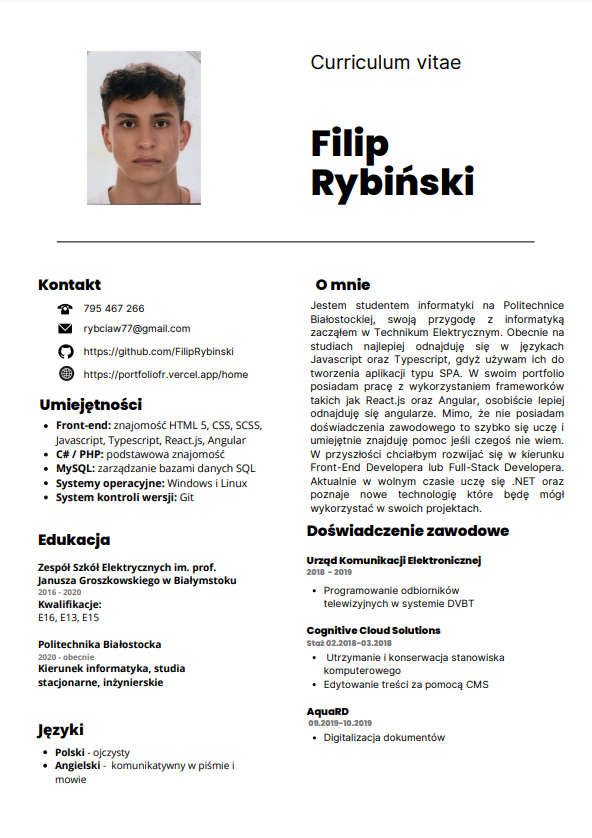 Curriculum vitae
Filip
Rybiński
Kontakt
795 467 266
rybciaw77@gmail.com
https://github.com/FilipRybinski
https://portfoliofr.vercel.app/home
Umiejętności
Front-end: znajomość HTML 5, CSS, SCSS,
Javascript, Typescript, React.js, Angular
C# / PHP: podstawowa znajomość
MySQL: zarządzanie bazami danych SQL
Systemy operacyjne: Windows i Linux
System kontroli wersji: Git
Edukacja
Zespół Szkół Elektrycznych im. prof.
Janusza Groszkowskiego w Białymstoku
2016 - 2020
Kwalifikacje:
E16, E13, E15
Politechnika Białostocka
2020 - obecnie
Kierunek informatyka, studia
stacjonarne, inżynierskie
Języki
Polski - ojczysty
Angielski - komunikatywny w piśmie i
mowie
O mnie
Jestem studentem informatyki na Politechnice
Białostockiej, swoją przygodę z informatyką
zacząłem w Technikum Elektrycznym. Obecnie na
studiach najlepiej odnajduję się w językach
Javascript oraz Typescript, gdyż używam ich do
tworzenia aplikacji typu SPA. W swoim portfolio
posiadam pracę z wykorzystaniem frameworków
takich jak React.js oraz Angular, osobiście lepiej
odnajduję się angularze. Mimo, że nie posiadam
doświadczenia zawodowego to szybko się uczę i
umiejętnie znajduję pomoc jeśli czegoś nie wiem.
W przyszłości chciałbym rozwijać się w kierunku
Front-End Developera lub Full-Stack Developera.
Aktualnie w wolnym czasie uczę się .NET oraz
poznaje nowe technologię które będę mógł
wykorzystać w swoich projektach.
Doświadczenie zawodowe
Urząd Komunikacji Elektronicznej
2018 - 2019
Programowanie odbiorników
telewizyjnych w systemie DVBT
Cognitive Cloud Solutions
Staż 02.2018-03.2018
Utrzymanie i konserwacja stanowiska
komputerowego
Edytowanie treści za pomocą CMS
AquaRD
09.2019-10.2019
Digitalizacja dokumentów